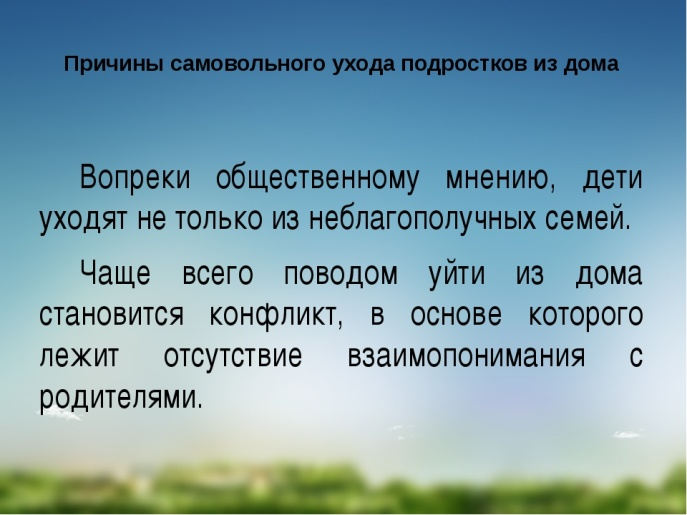 Причины самовольного ухода подростков из дома
Вопреки общественному мнению, дети
уходят не только из неблагополучных семей.
Чаще всего поводом уйти из дома
становится конфликт, в основе которого
лежит отсутствие взаимопонимания с
родителями.